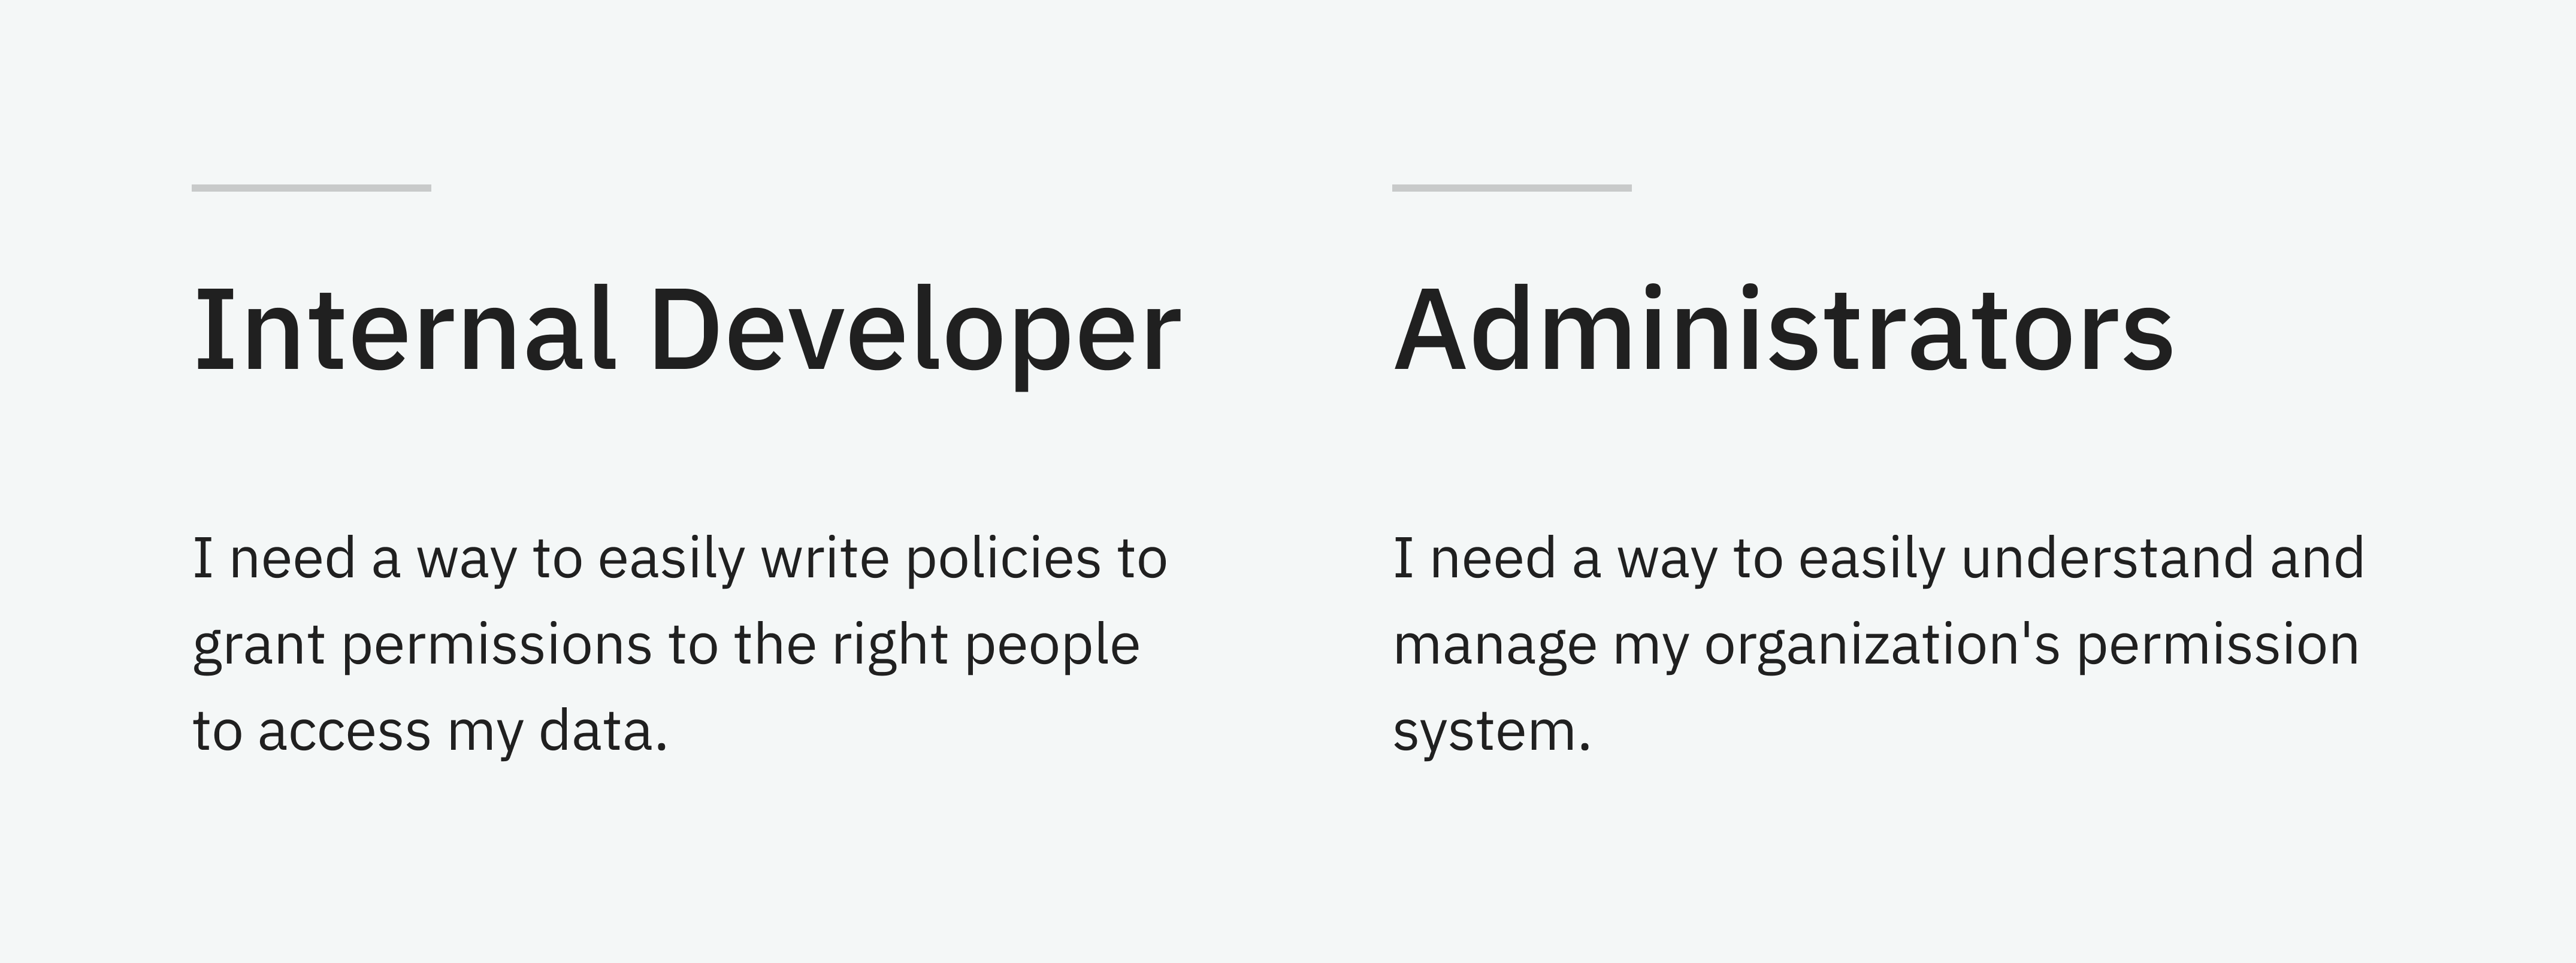 Internal Developer
I need a way to easily write policies to
grant permissions to the right people
to access my data.
Administrators
I need a way to easily understand and
manage my organization's permission
system.